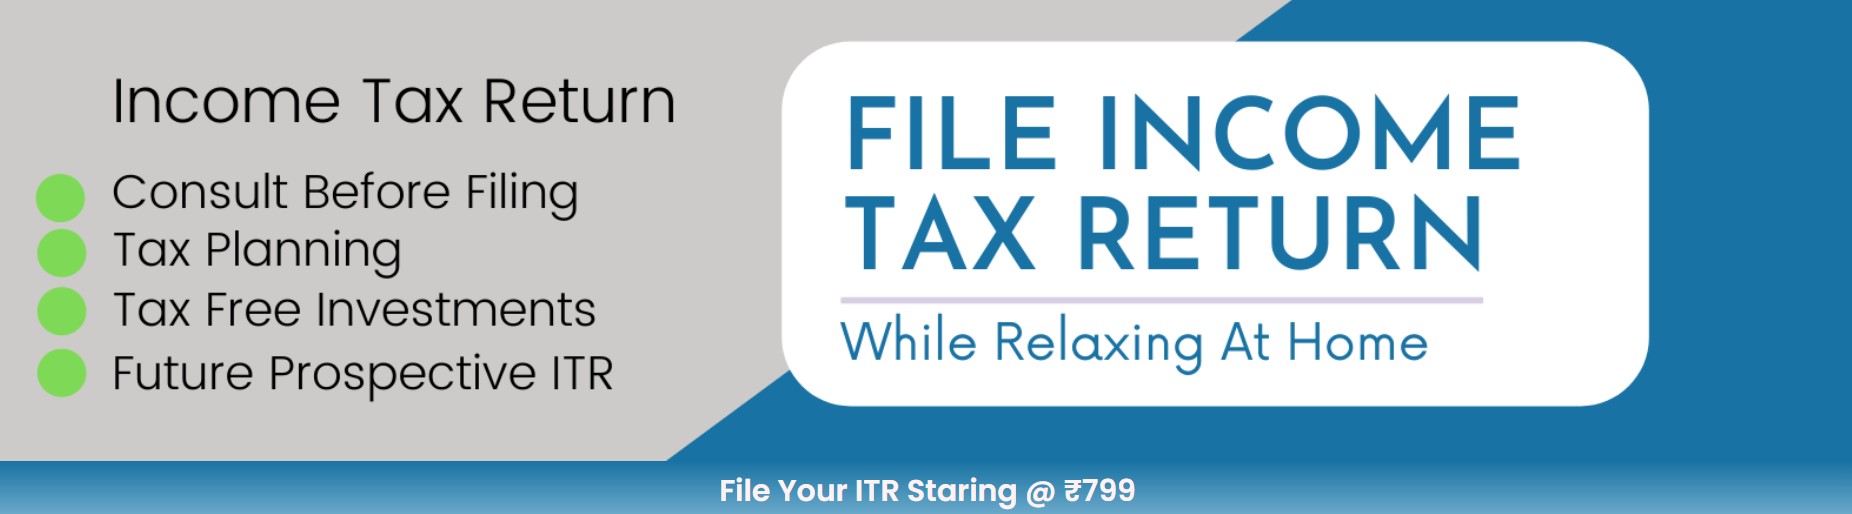 Income Tax Return
Consult Before Filing
Tax Planning
Tax Free Investments
Future Prospective ITR
FILE INCOME
TAX RETURN
While Relaxing At Home
File Your ITR Staring @ ₹799